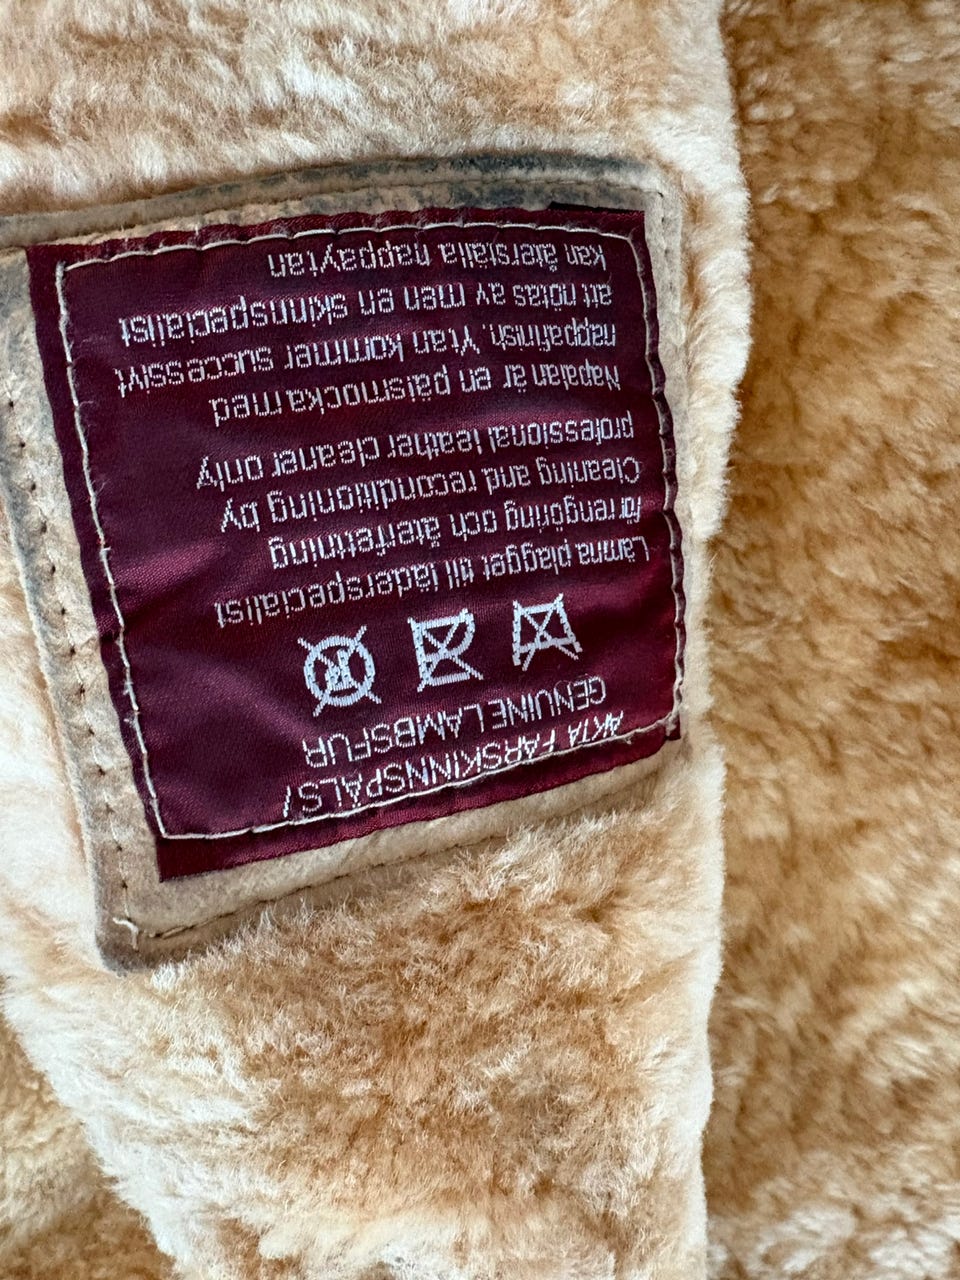 ÄKTA FÅRSKINNSPÄLS/
GENUINE LAMBSFUR
Lämna plagget till läderspecialist
för rengöring och återfettning
Cleaning and reconditioning by
professional leather cleaner only
Napalan är en pälsmocka med
nappafinish. Ytan kommer successivt
att nötas av men en skinnspecialist
kan återställa nappaytan